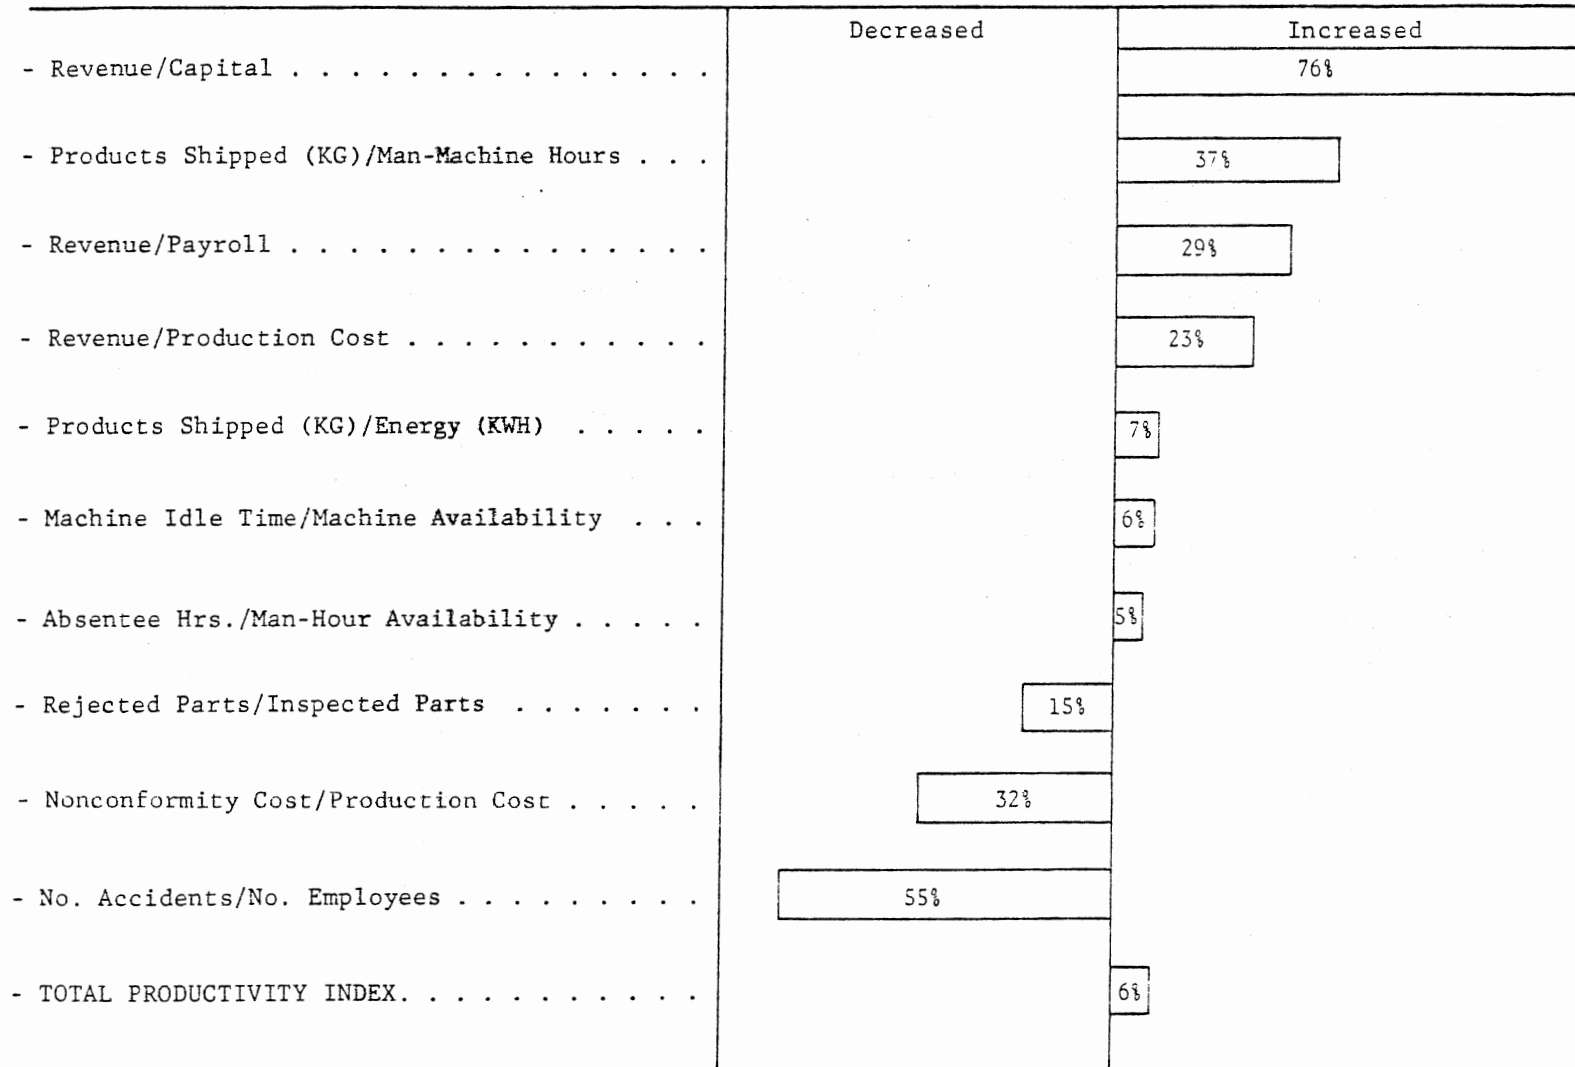 Decreased Increased
- Revenue/Capital . . . . . . . . . . . . . . . 76%
- Products Shipped (KG)/Man-Machine Hours . . . 37%
- Revenue/Payroll . . . . . . . . . . . . . . . 29%
- Revenue/Production Cost . . . . . . . . . . . 23%
- Products Shipped (KG)/Energy (KWH) . . . . . 7%
- Machine Idle Time/Machine Availability . . . 6%
- Absentee Hrs./Man-Hour Availability . . . . . 5%
- Rejected Parts/Inspected Parts . . . . . . . 15%
- Nonconformity Cost/Production Cost . . . . . 32%
- No. Accidents/No. Employees . . . . . . . . . 55%
- TOTAL PRODUCTIVITY INDEX. . . . . . . . . . . 6%